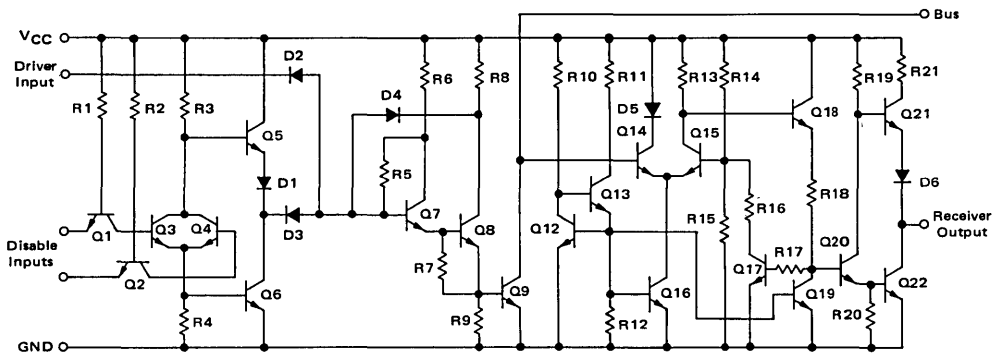 Bus
VCC
Driver
Input
D2
R1
R2
R3
R6
R8
R10
R11
R13
R14
R19
R21
D4
D5
Q5
Q14
Q15
Q18
Q21
D1
R5
Q13
R18
D6
Q3
Q4
D3
Q7
Q8
Q12
R15
R16
Receiver
Output
Q1
Disable
Inputs
Q2
R7
Q17
R17
Q20
Q6
Q9
Q16
Q19
Q22
R4
R9
R12
R20
GND